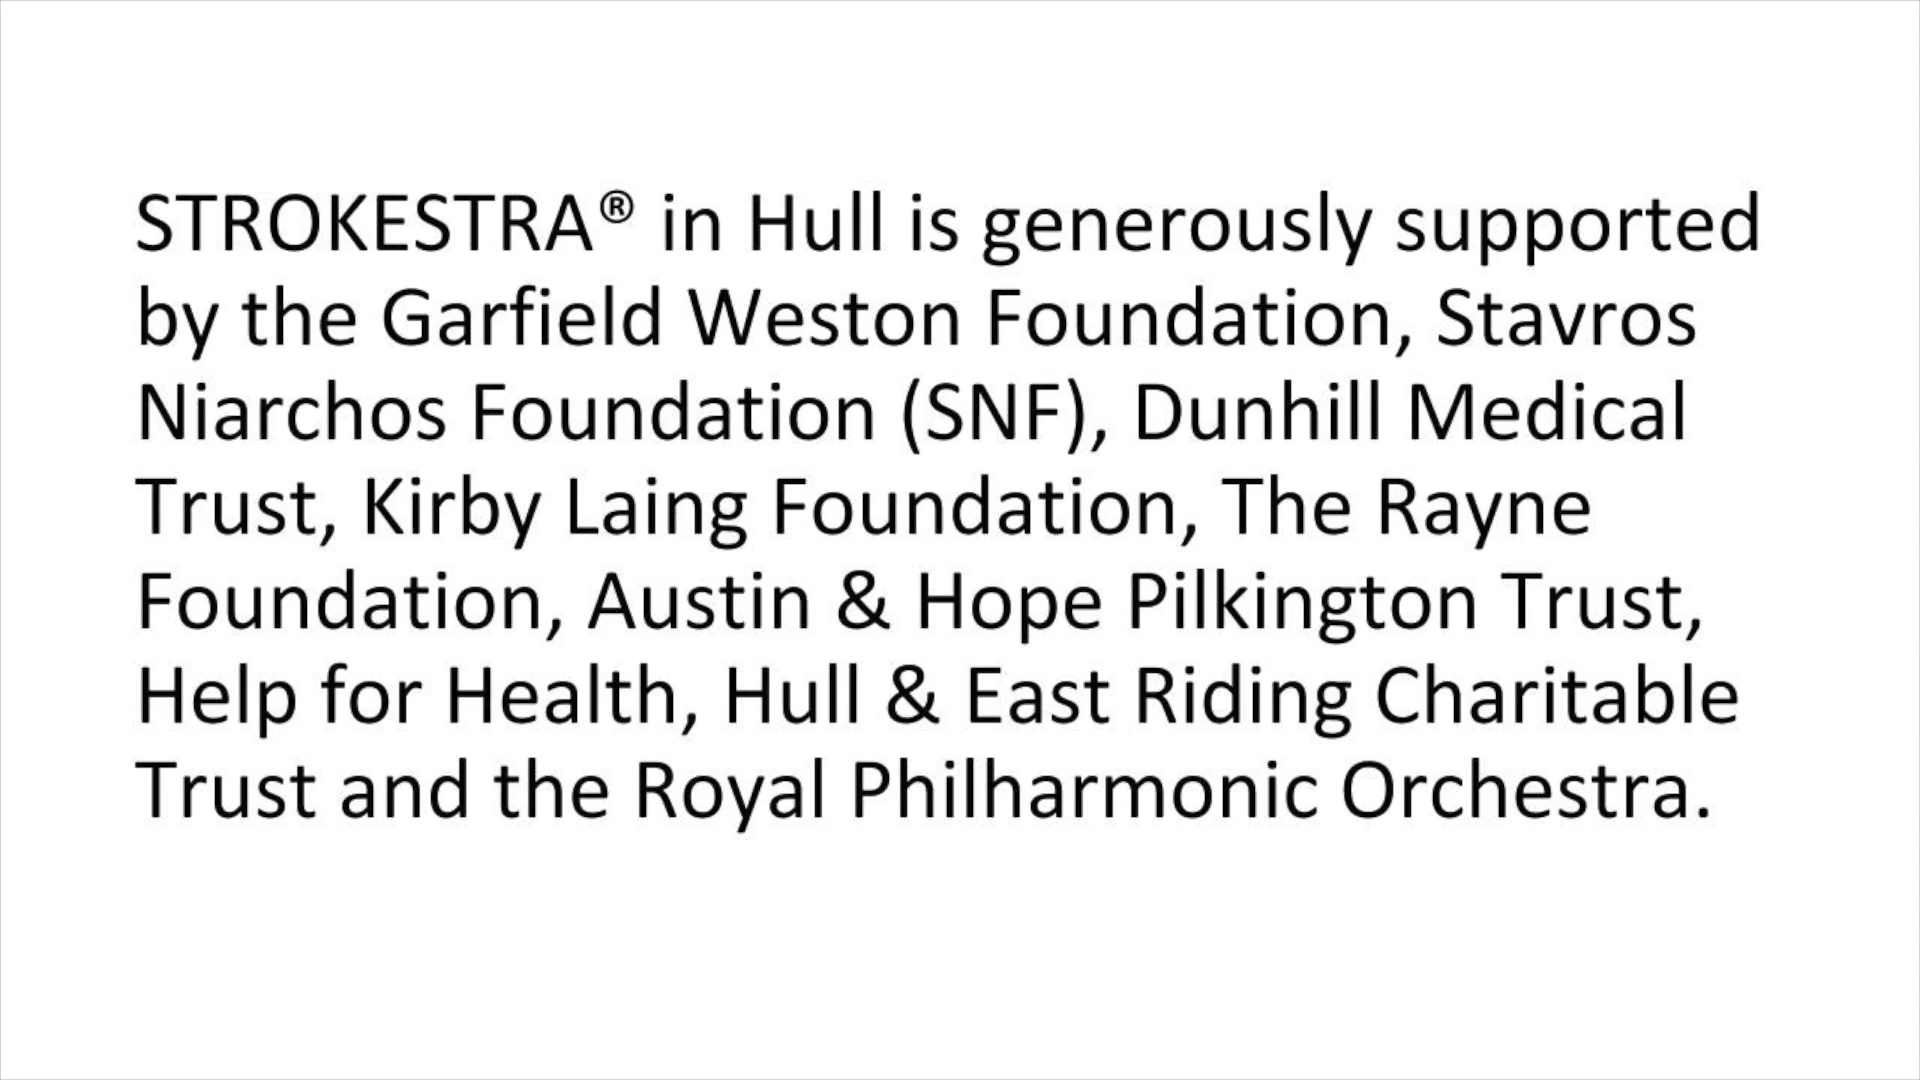 STROKESTRA® in Hull is generously supported
by the Garfield Weston Foundation, Stavros
Niarchos Foundation (SNF), Dunhill Medical
Trust, Kirby Laing Foundation, The Rayne
Foundation, Austin & Hope Pilkington Trust,
Help for Health, Hull & East Riding Charitable
Trust and the Royal Philharmonic Orchestra.